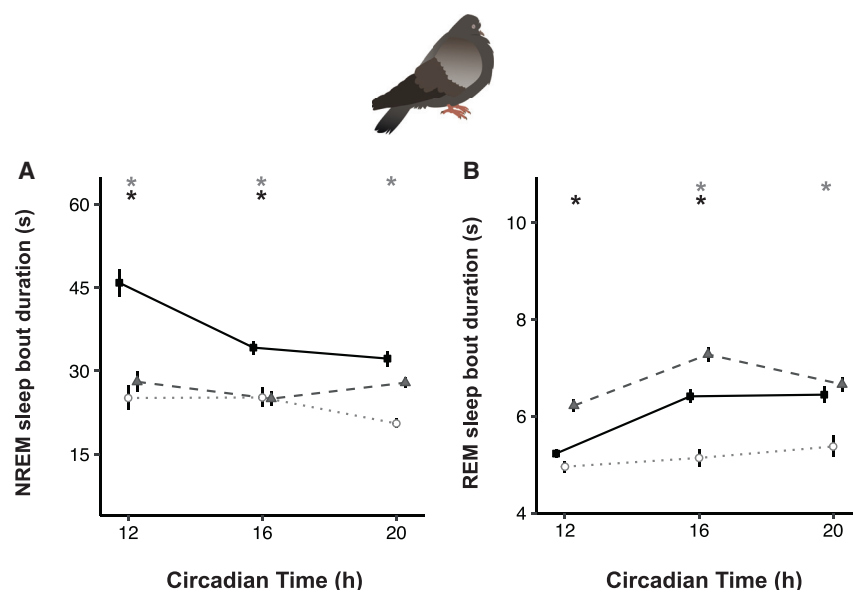 A
NREM sleep bout duration (s)
60
45
30
15
* * *
* *
12 16 20
Circadian Time (h)
B
REM sleep bout duration (s)
10
8
6
4
* *
* *
12 16 20
Circadian Time (h)